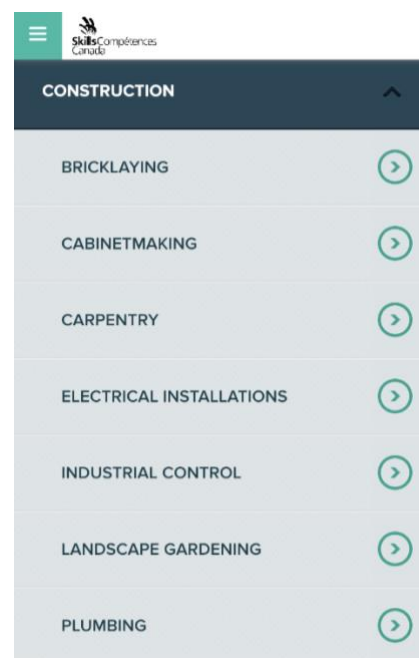 SkillsCompétences
Canada
CONSTRUCTION
BRICKLAYING
CABINETMAKING
CARPENTRY
ELECTRICAL INSTALLATIONS
INDUSTRIAL CONTROL
LANDSCAPE GARDENING
PLUMBING